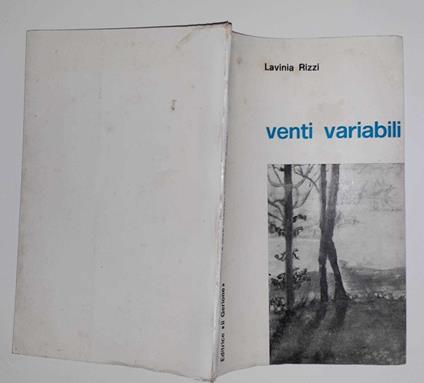 Lavinia Rizzi
venti variabili
Editrice «Il Gerione»